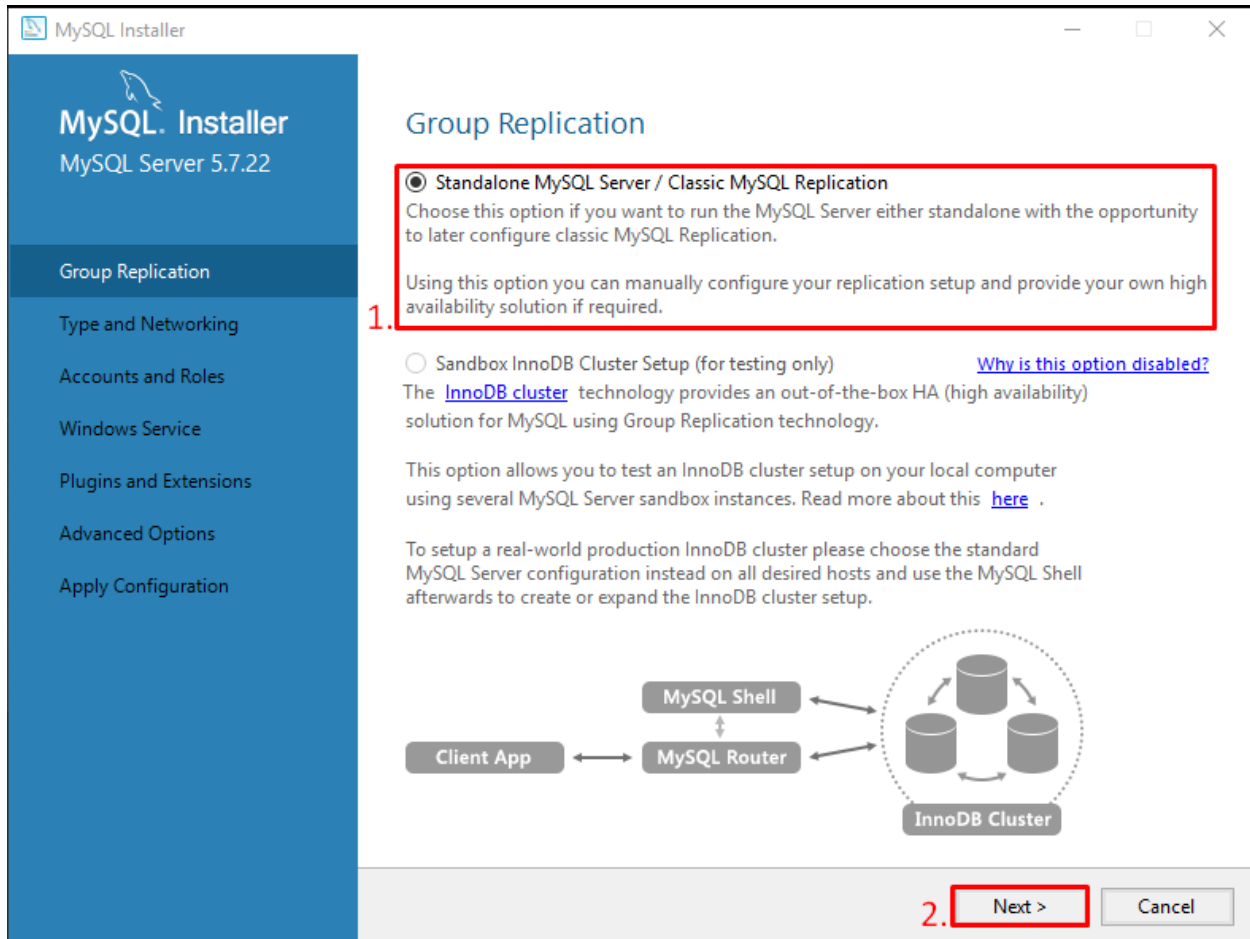 MySQL Installer
MySQL. Installer
MySQL Server 5.7.22
Group Replication
Type and Networking
Accounts and Roles
Windows Service
Plugins and Extensions
Advanced Options
Apply Configuration
Group Replication
Standalone MySQL Server / Classic MySQL Replication
Choose this option if you want to run the MySQL Server either standalone with the opportunity
to later configure classic MySQL Replication.
Using this option you can manually configure your replication setup and provide your own high
availability solution if required.
1.
Sandbox InnoDB Cluster Setup (for testing only) Why is this option disabled?
The InnoDB cluster technology provides an out-of-the-box HA (high availability)
solution for MySQL using Group Replication technology.
This option allows you to test an InnoDB cluster setup on your local computer
using several MySQL Server sandbox instances. Read more about this here .
To setup a real-world production InnoDB cluster please choose the standard
MySQL Server configuration instead on all desired hosts and use the MySQL Shell
afterwards to create or expand the InnoDB cluster setup.
MySQL Shell
Client App MySQL Router
InnoDB Cluster
2. Next > Cancel